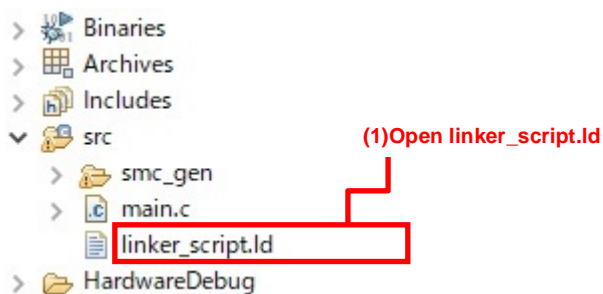 Binaries
Archives
Includes
src
(1)Open linker_script.ld
smc_gen
main.c
linker_script.ld
HardwareDebug